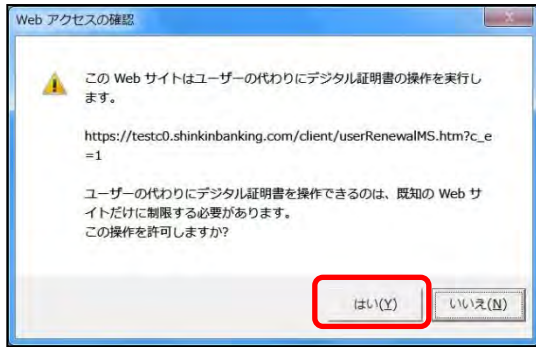 Web アクセスの確認
この Web サイトはユーザーの代わりにデジタル証明書の操作を実行し
ます。
https://testc0.shinkinbanking.com/client/userRenewalMS.htm?c_e
=1
ユーザーの代わりにデジタル証明書を操作できるのは、既知の Web サ
イトだけに制限する必要があります。
この操作を許可しますか?
はい(Y)
いいえ(N)